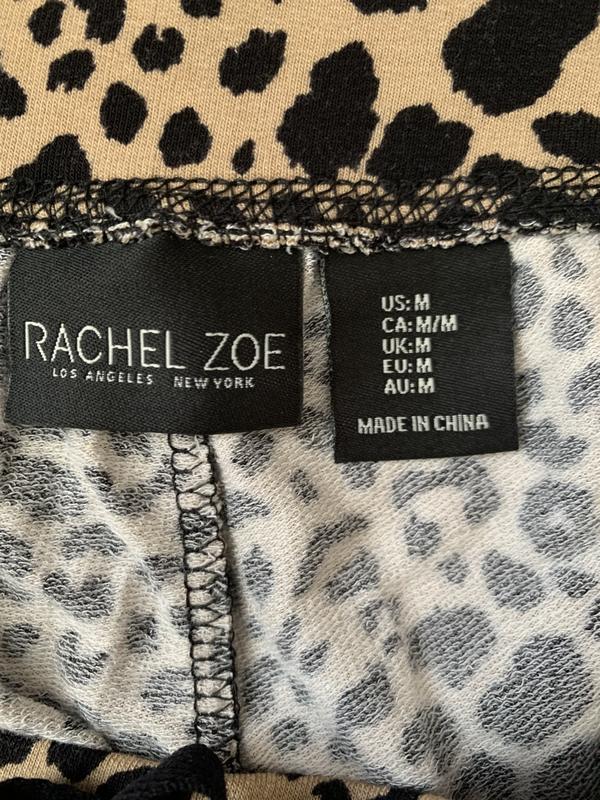 RACHEL ZOE
LOS ANGELES NEW YORK
US: M
CA: M/M
UK: M
EU: M
AU: M
MADE IN CHINA